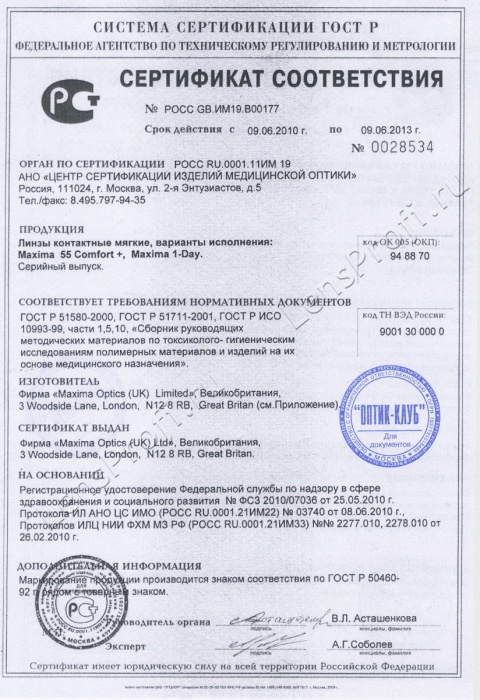 СИСТЕМА СЕРТИФИКАЦИИ ГОСТ Р
ФЕДЕРАЛЬНОЕ АГЕНТСТВО ПО ТЕХНИЧЕСКОМУ РЕГУЛИРОВАНИЮ И МЕТРОЛОГИИ
СЕРТИФИКАТ СООТВЕТСТВИЯ
№ РОСС GB.ИМ19.В00177
Срок действия с 09.06.2010 г. по 09.06.2013 г.
№ 0028534
ОРГАН ПО СЕРТИФИКАЦИИ РОСС RU.0001.11ИМ 19
АНО «ЦЕНТР СЕРТИФИКАЦИИ ИЗДЕЛИЙ МЕДИЦИНСКОЙ ОПТИКИ»
Россия, 111024, г. Москва, ул. 2-я Энтузиастов, д.5
Тел./факс: 8.495.797-94-35
ПРОДУКЦИЯ
Линзы контактные мягкие, варианты исполнения:
Maxima 55 Comfort +, Maxima 1-Day.
Серийный выпуск.
код ОК 005 (ОКП):
94 88 70
СООТВЕТСТВУЕТ ТРЕБОВАНИЯМ НОРМАТИВНЫХ ДОКУМЕНТОВ
ГОСТ Р 51580-2000, ГОСТ Р 51711-2001, ГОСТ Р ИСО
10993-99, части 1,5,10, «Сборник руководящих
методических материалов по токсиколого- гигиеническим
исследованиям полимерных материалов и изделий на их
основе медицинского назначения».
код ТН ВЭД России:
9001 30 000 0
ИЗГОТОВИТЕЛЬ
Фирма «Maxima Optics (UK) Limited», Великобритания,
3 Woodside Lane, London, N12 8 RB, Great Britan (см.Приложение)
СЕРТИФИКАТ ВЫДАН
Фирма «Maxima Optics (UK) Ltd», Великобритания,
3 Woodside Lane, London, N12 8 RB, Great Britan.
"ОПТИК-КЛУБ"
Для
документов
МОСКВА
НА ОСНОВАНИИ
Регистрационное удостоверение Федеральной службы по надзору в сфере
здравоохранения и социального развития № ФСЗ 2010/07036 от 25.05.2010 г.
Протокола ИЛ АНО ЦС ИМО (РОСС RU.0001.21ИМ22) № 03740 от 08.06.2010 г.,
Протоколов ИЛЦ НИИ ФХМ МЗ РФ (РОСС RU.0001.21ИМ33) №№ 2277.010, 2278.010 от
26.02.2010 г.
ДОПОЛНИТЕЛЬНАЯ ИНФОРМАЦИЯ
Маркирование продукции производится знаком соответствия по ГОСТ Р 50460-
92 рядом с товарный знаком.
Руководитель органа
подпись
В.Л.Асташенкова
инициалы, фамилия
Эксперт
подпись
А.Г.Соболев
инициалы, фамилия
Сертификат имеет юридическую силу на всей территории Российской Федерации
LensProfi.ru